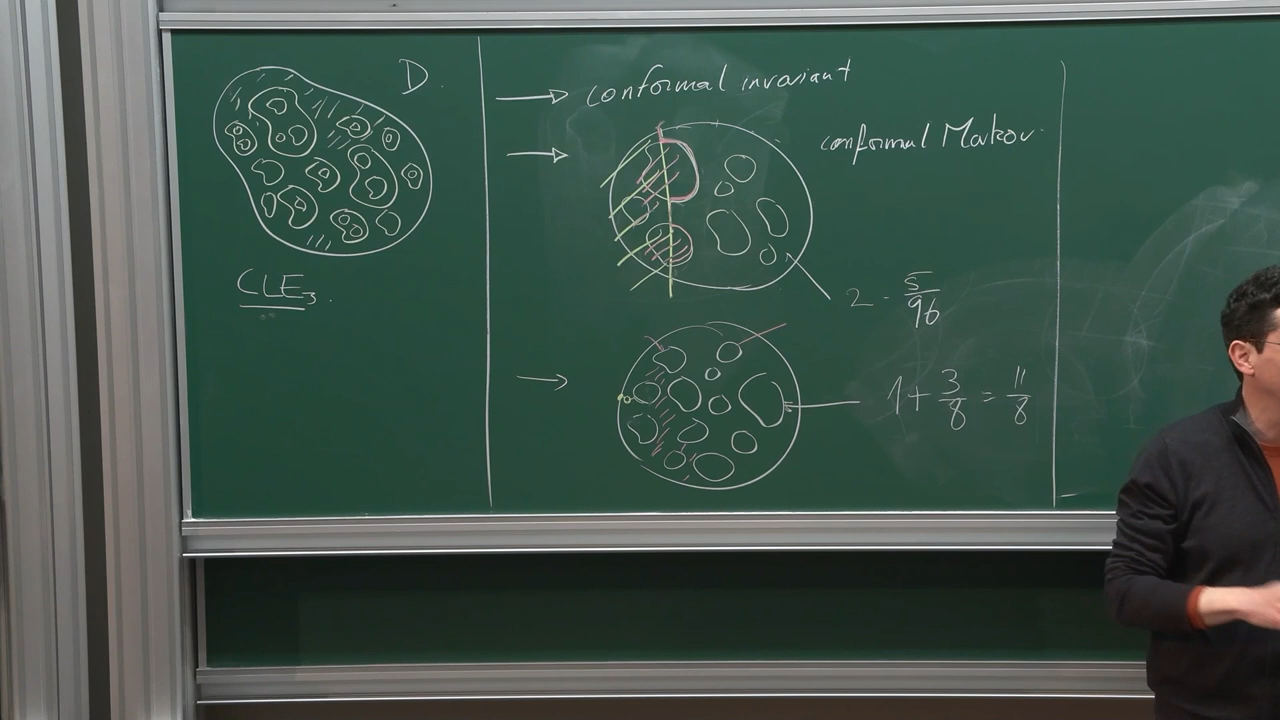 D.
CLE₃.
→ conformal invariant
→ conformal Markov.
2 - 5/96
→ 1 + 3/8 = 11/8